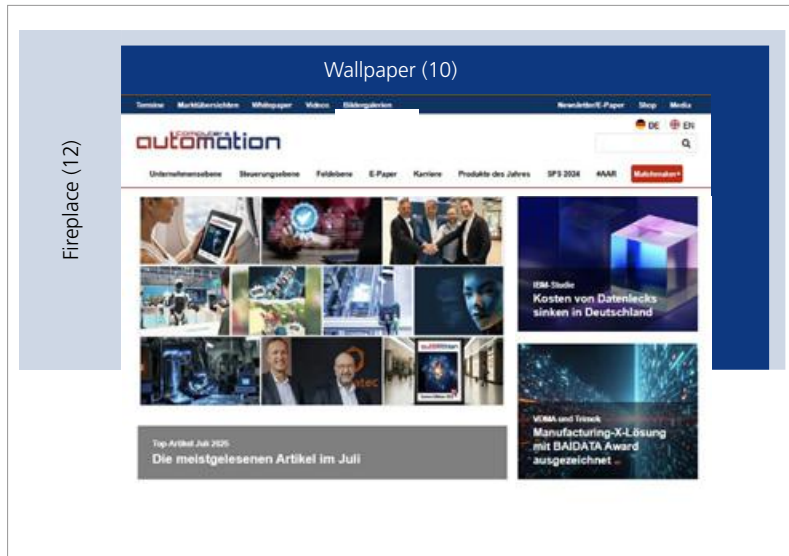 Wallpaper (10)
Fireplace (12)
Termine Marktübersichten Whitepaper Videos Bildergalerien Newsletter/E-Paper Shop Media
DE EN
computer &
automation
Unternehmensebene Steuerungsebene Feldebene E-Paper Karriere Produkte des Jahres SPS 2024 #AAR Matchmaker+
IBM-Studie
Kosten von Datenlecks
sinken in Deutschland
automation
VDMA und Trimek
Manufacturing-X-Lösung
mit BAIDATA Award
ausgezeichnet
Top-Artikel Juli 2025
Die meistgelesenen Artikel im Juli